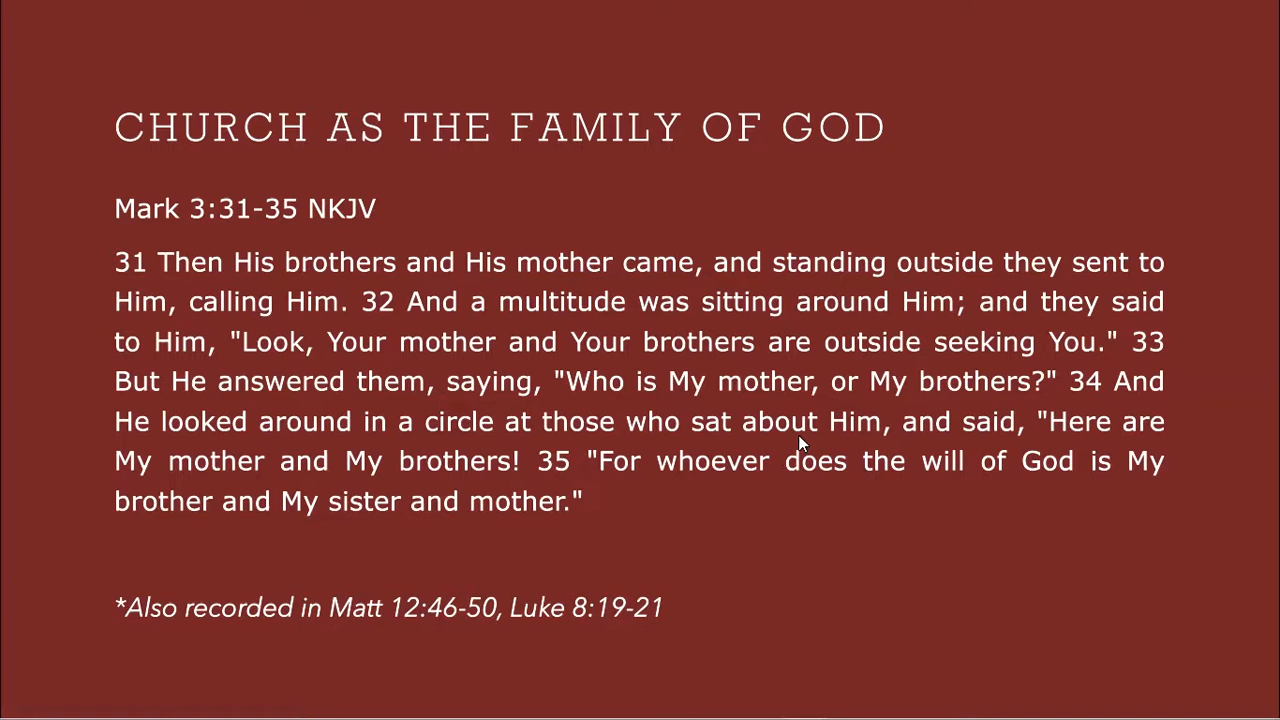 CHURCH AS THE FAMILY OF GOD
Mark 3:31-35 NKJV
31 Then His brothers and His mother came, and standing outside they sent to
Him, calling Him. 32 And a multitude was sitting around Him; and they said
to Him, "Look, Your mother and Your brothers are outside seeking You." 33
But He answered them, saying, "Who is My mother, or My brothers?" 34 And
He looked around in a circle at those who sat about Him, and said, "Here are
My mother and My brothers! 35 "For whoever does the will of God is My
brother and My sister and mother."
*Also recorded in Matt 12:46-50, Luke 8:19-21